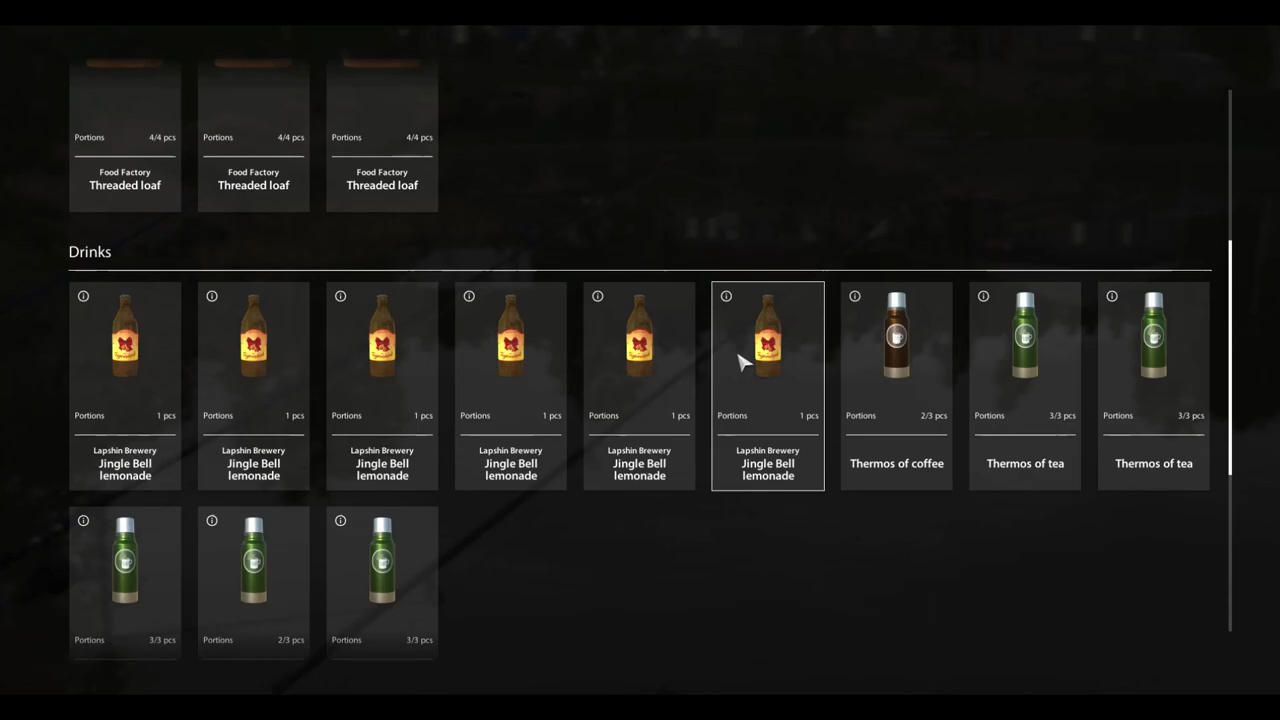 Portions 4/4 pcs Portions 4/4 pcs Portions 4/4 pcs
Food Factory Food Factory Food Factory
Threaded loaf Threaded loaf Threaded loaf
Drinks
Portions 1 pcs Portions 1 pcs Portions 1 pcs Portions 1 pcs Portions 1 pcs Portions 1 pcs Portions 2/3 pcs Portions 3/3 pcs Portions 3/3 pcs
Lapshin Brewery Lapshin Brewery Lapshin Brewery Lapshin Brewery Lapshin Brewery Lapshin Brewery
Jingle Bell Jingle Bell Jingle Bell Jingle Bell Jingle Bell Jingle Bell Thermos of coffee Thermos of tea Thermos of tea
lemonade lemonade lemonade lemonade lemonade lemonade
Portions 3/3 pcs Portions 2/3 pcs Portions 3/3 pcs